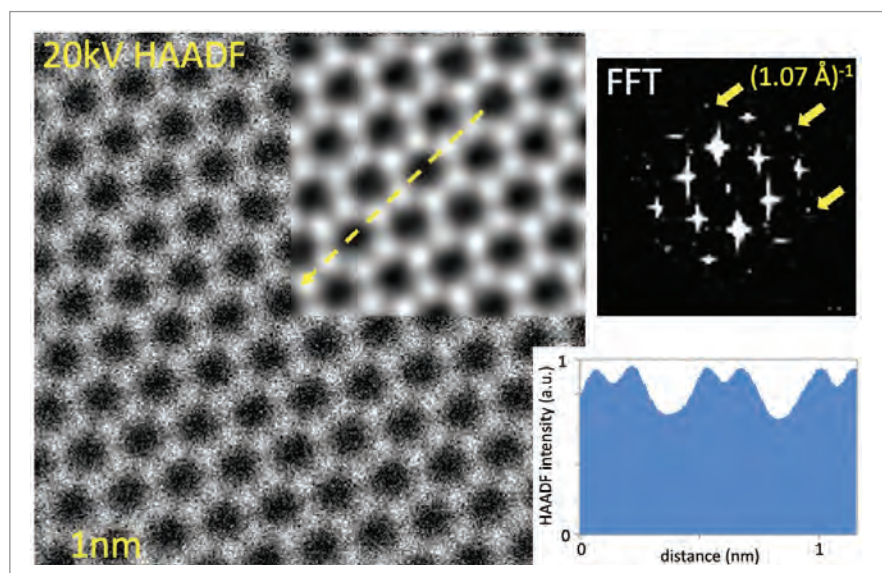 20kV HAADF
1nm
FFT
(1.07 Å)⁻¹
HAADF intensity (a.u.)
1
0
0
1
distance (nm)